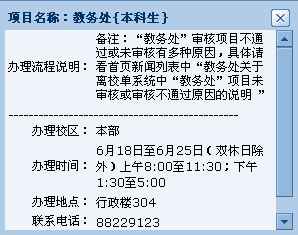 项目名称：教务处{本科生}
备注：“教务处”审核项目不通
过或未审核有多种原因，具体请
办理流程说明：看首页新闻列表中“教务处关于
离校单系统中“教务处”项目未
审核或审核不通过原因的说明 ”
----------------------------------------
办理校区： 本部
6月18日至6月25日（双休日除
办理时间： 外）上午8:00至11:30；下午
1:30至5:00
办理地点： 行政楼304
联系电话： 88229123